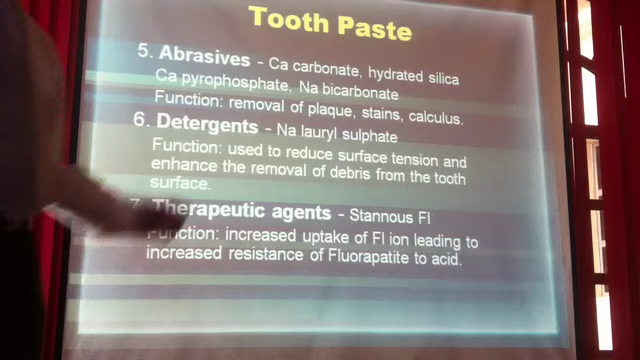 Tooth Paste
5. Abrasives - Ca carbonate, hydrated silica
Ca pyrophosphate, Na bicarbonate
Function: removal of plaque, stains, calculus.
6. Detergents - Na lauryl sulphate
Function: used to reduce surface tension and
enhance the removal of debris from the tooth
surface.
7. Therapeutic agents - Stannous Fl
Function: increased uptake of Fl ion leading to
increased resistance of Fluorapatite to acid.